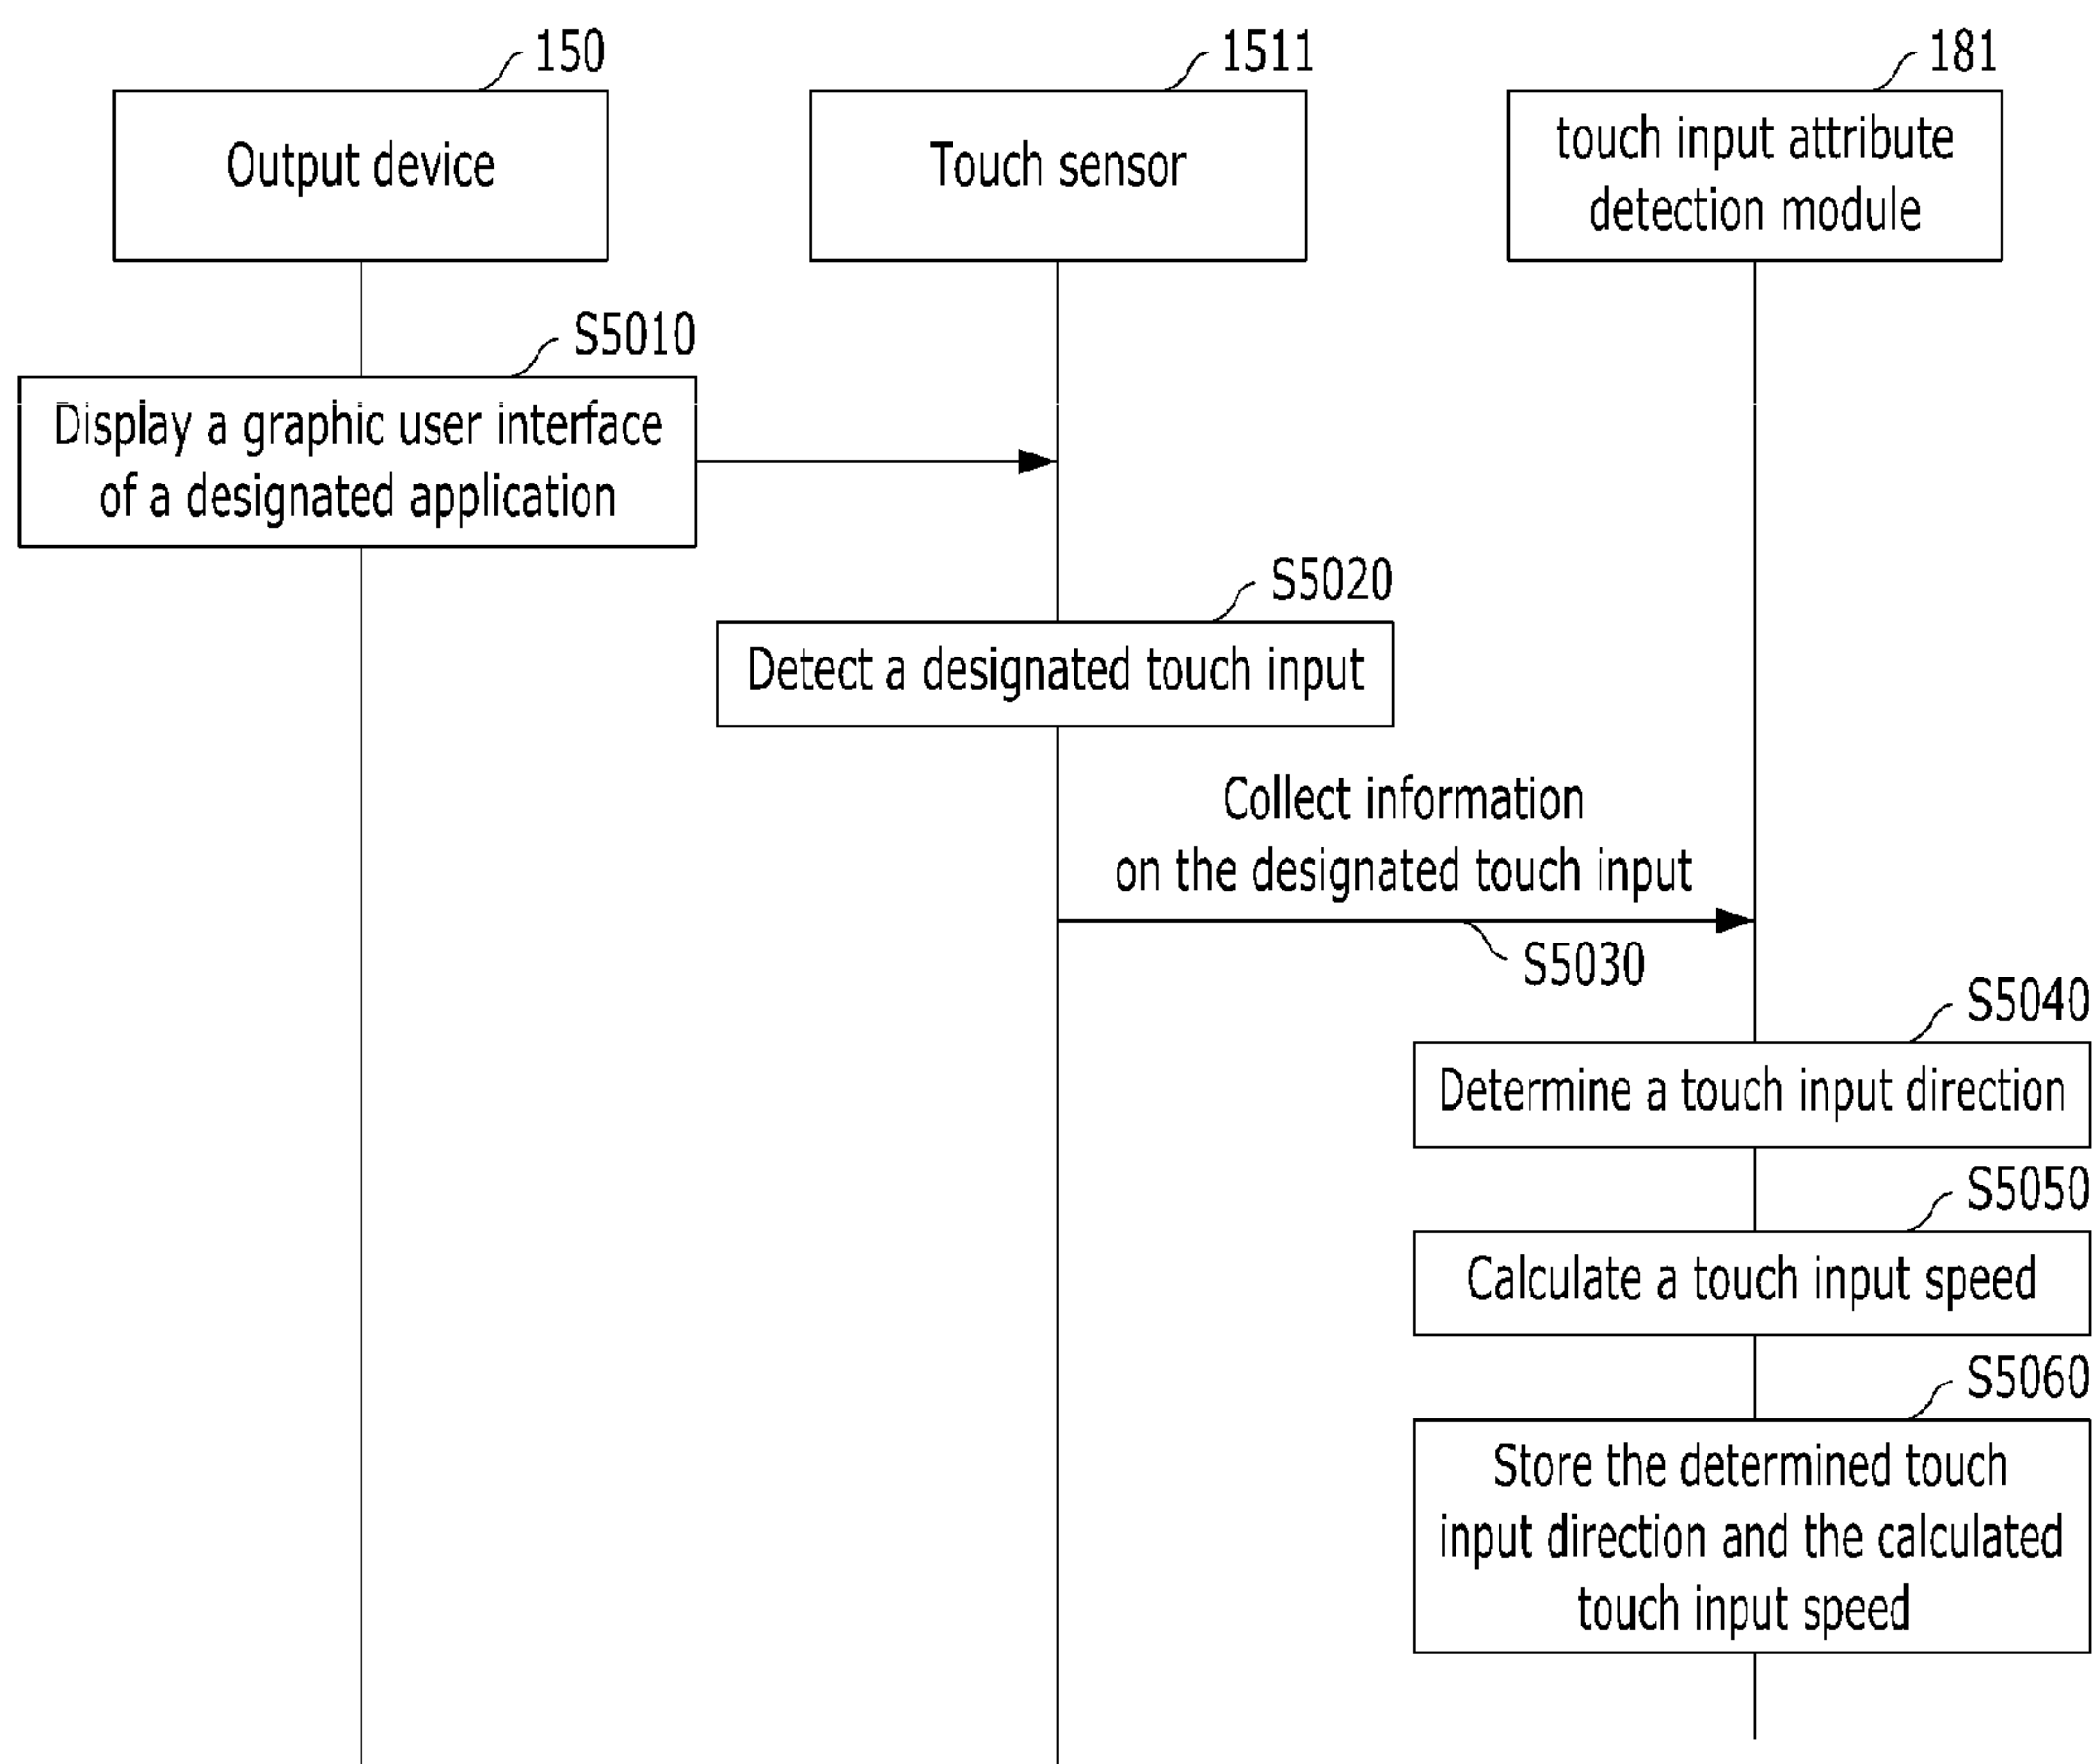 150
1511
181
Output device
Touch sensor
touch input attribute
detection module
S5010
Display a graphic user interface
of a designated application
S5020
Detect a designated touch input
Collect information
on the designated touch input
S5030
S5040
Determine a touch input direction
S5050
Calculate a touch input speed
S5060
Store the determined touch
input direction and the calculated
touch input speed